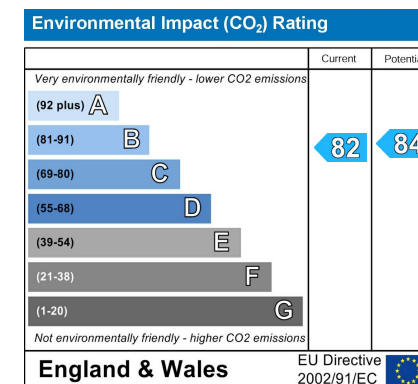 Environmental Impact (CO₂) Rating
Current Potentia
Very environmentally friendly - lower CO2 emissions
(92 plus) A
(81-91) B
(69-80) C
(55-68) D
(39-54) E
(21-38) F
(1-20) G
82 84
Not environmentally friendly - higher CO2 emissions
England & Wales
EU Directive
2002/91/EC